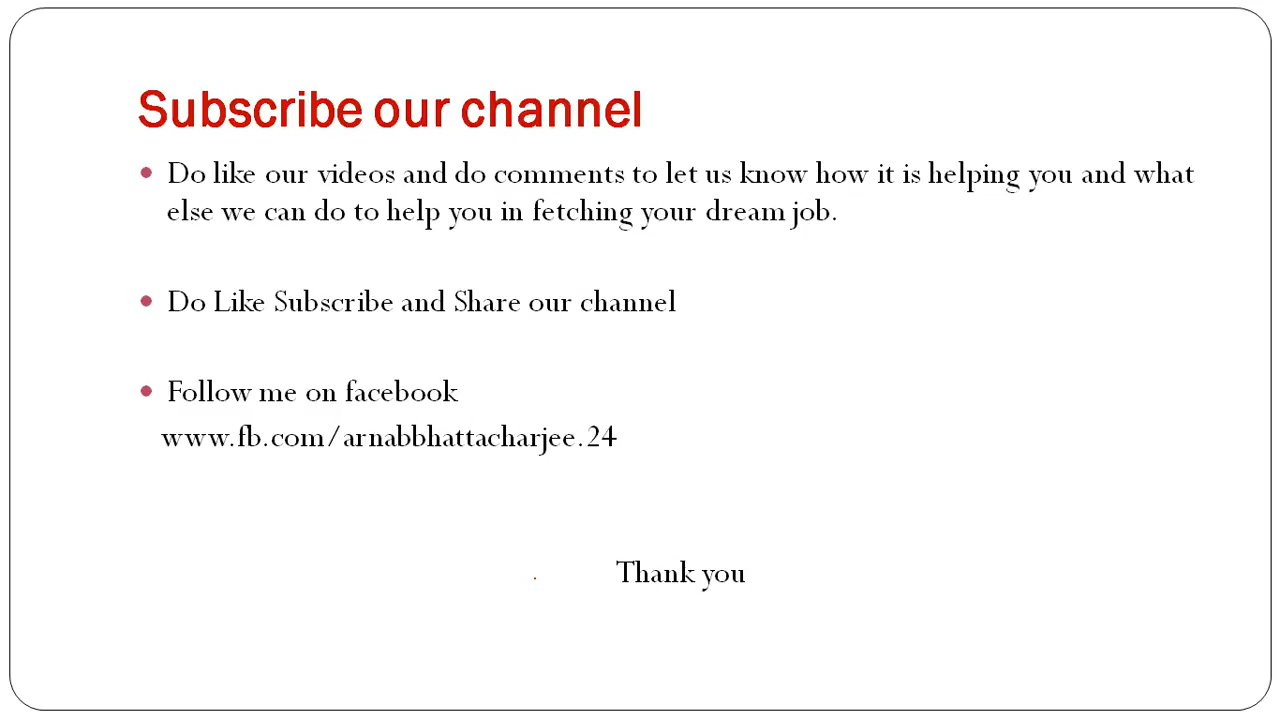 Subscribe our channel
Do like our videos and do comments to let us know how it is helping you and what
else we can do to help you in fetching your dream job.
Do Like Subscribe and Share our channel
Follow me on facebook
www.fb.com/arnabbhattacharjee.24
Thank you